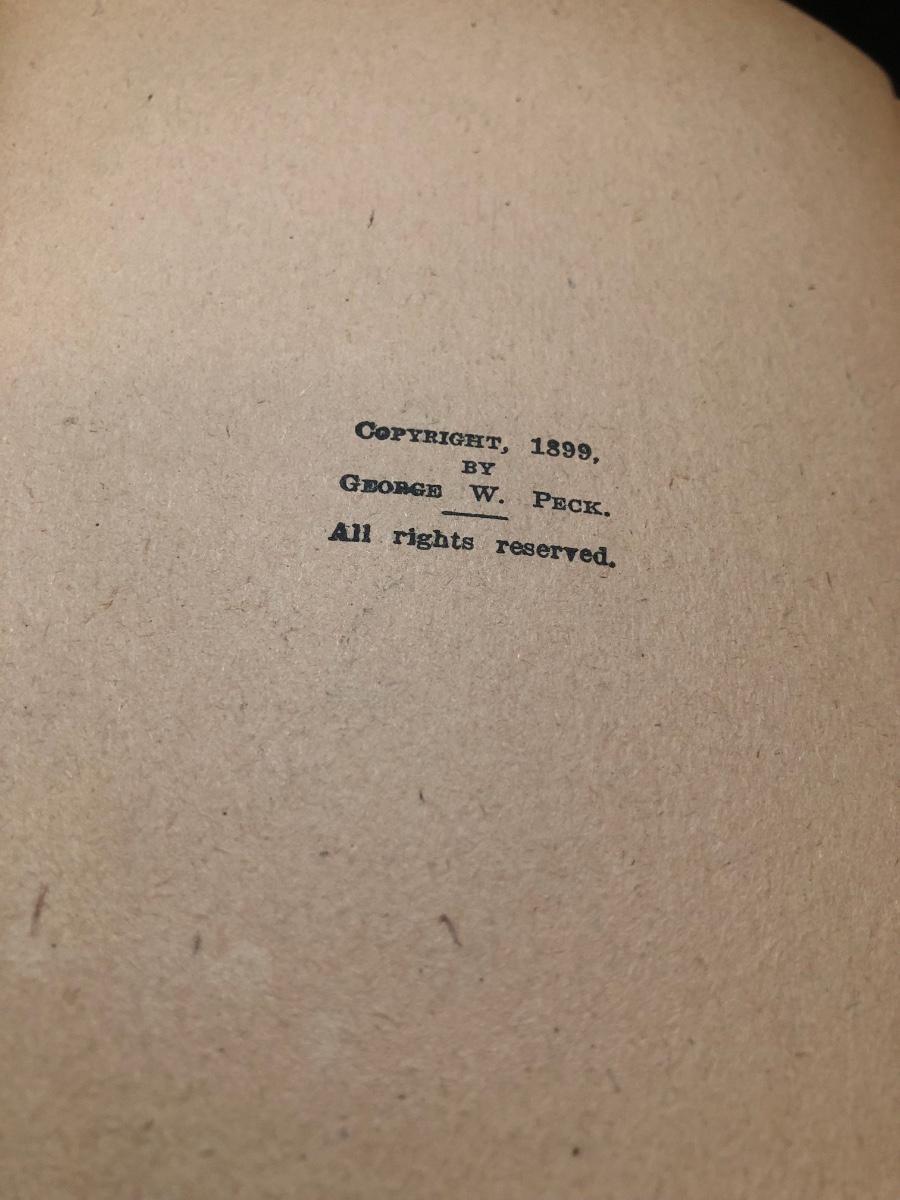 COPYRIGHT, 1899,
BY
GEORGE W. PECK.
All rights reserved.